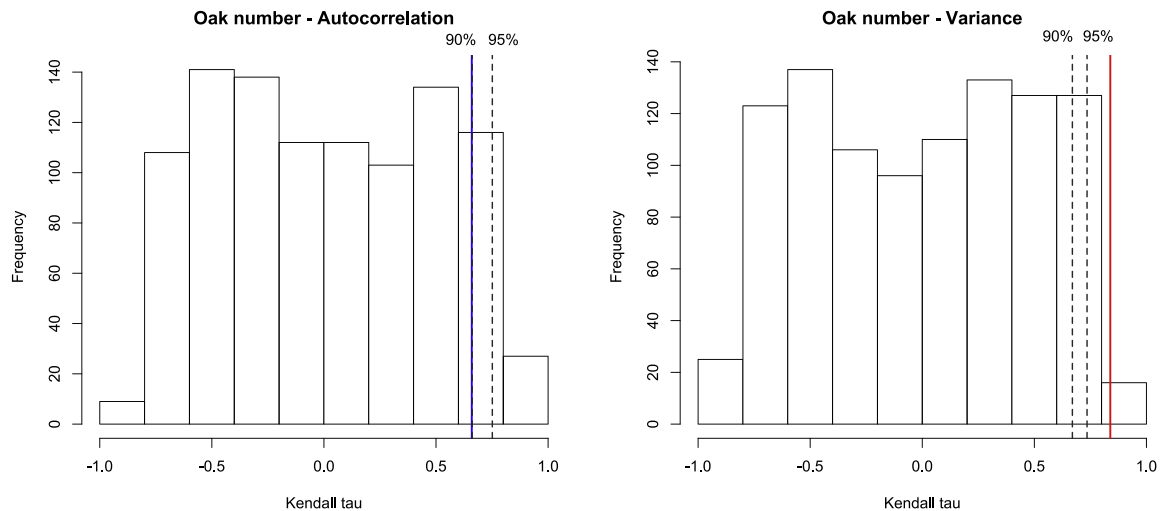 Oak number - Autocorrelation
90% 95%
Frequency
0 20 40 60 80 100 120 140
-1.0 -0.5 0.0 0.5 1.0
Kendall tau
Oak number - Variance
90% 95%
Frequency
0 20 40 60 80 100 120 140
-1.0 -0.5 0.0 0.5 1.0
Kendall tau